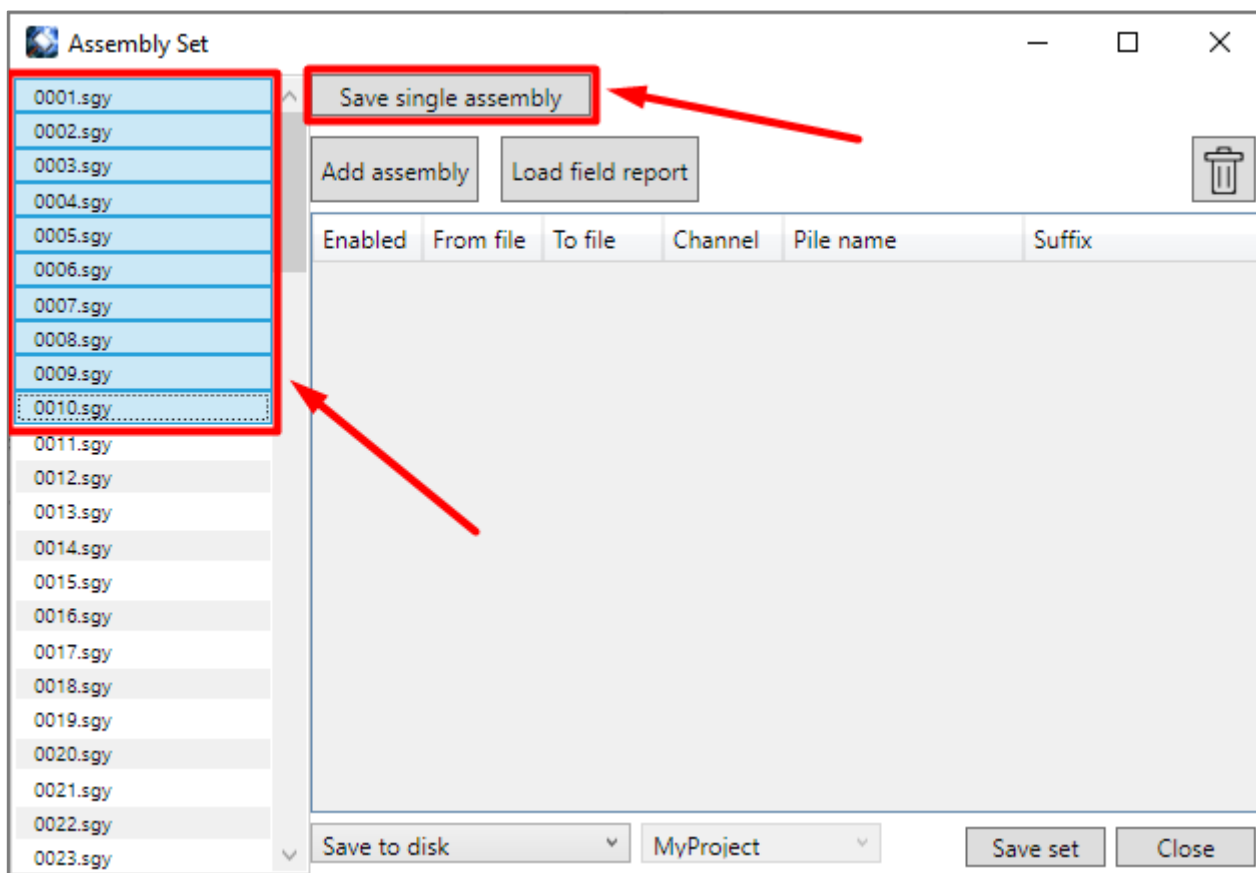 Assembly Set
0001.sgy
0002.sgy
0003.sgy
0004.sgy
0005.sgy
0006.sgy
0007.sgy
0008.sgy
0009.sgy
0010.sgy
0011.sgy
0012.sgy
0013.sgy
0014.sgy
0015.sgy
0016.sgy
0017.sgy
0018.sgy
0019.sgy
0020.sgy
0021.sgy
0022.sgy
0023.sgy
Save single assembly
Add assembly Load field report
Enabled From file To file Channel Pile name Suffix
Save to disk MyProject Save set Close